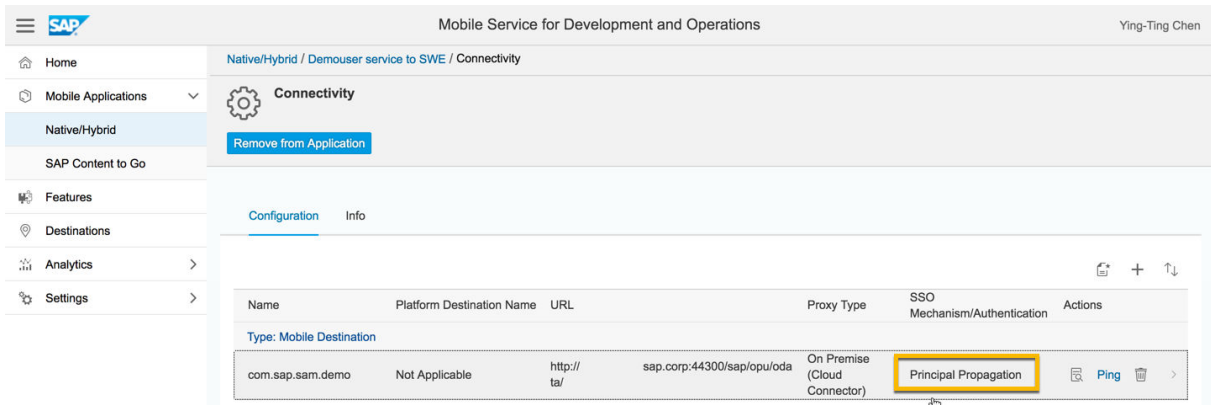 SAP
Mobile Service for Development and Operations
Ying-Ting Chen
Home
Mobile Applications
Native/Hybrid
SAP Content to Go
Features
Destinations
Analytics
Settings
Native/Hybrid / Demouser service to SWE / Connectivity
Connectivity
Remove from Application
Configuration Info
Name Platform Destination Name URL Proxy Type SSO Mechanism/Authentication Actions
Type: Mobile Destination
com.sap.sam.demo Not Applicable
http:// sap.corp:44300/sap/opu/oda
ta/
On Premise
(Cloud
Connector)
Principal Propagation
Ping